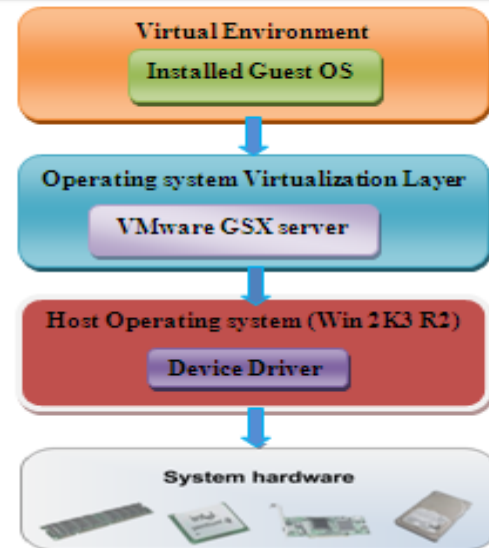 Virtual Environment
Installed Guest OS
Operating system Virtualization Layer
VMware GSX server
Host Operating system (Win 2K3 R2)
Device Driver
System hardware
intel